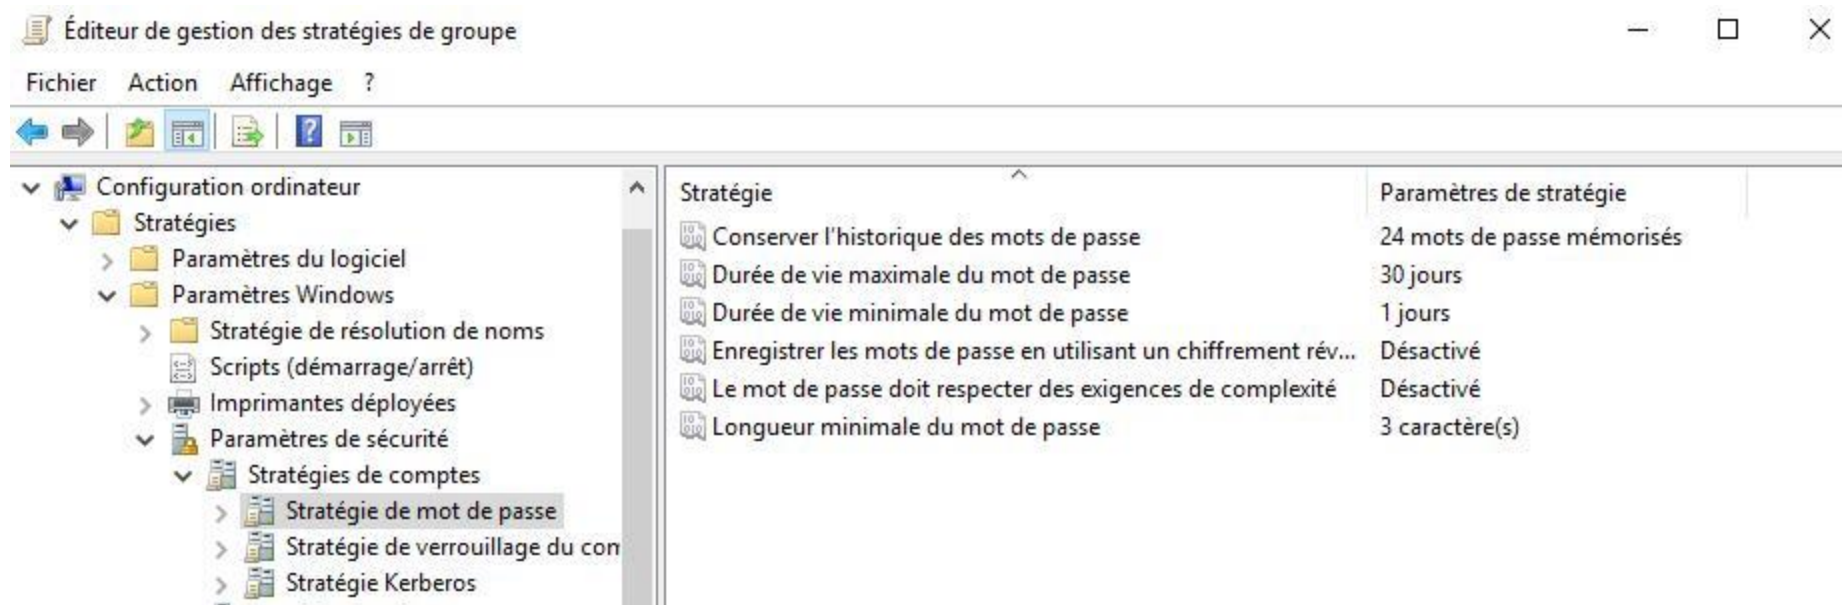 Éditeur de gestion des stratégies de groupe
Fichier Action Affichage ?
Configuration ordinateur
Stratégies
Paramètres du logiciel
Paramètres Windows
Stratégie de résolution de noms
Scripts (démarrage/arrêt)
Imprimantes déployées
Paramètres de sécurité
Stratégies de comptes
Stratégie de mot de passe
Stratégie de verrouillage du com
Stratégie Kerberos
Stratégie Paramètres de stratégie
Conserver l'historique des mots de passe 24 mots de passe mémorisés
Durée de vie maximale du mot de passe 30 jours
Durée de vie minimale du mot de passe 1 jours
Enregistrer les mots de passe en utilisant un chiffrement rév... Désactivé
Le mot de passe doit respecter des exigences de complexité Désactivé
Longueur minimale du mot de passe 3 caractère(s)